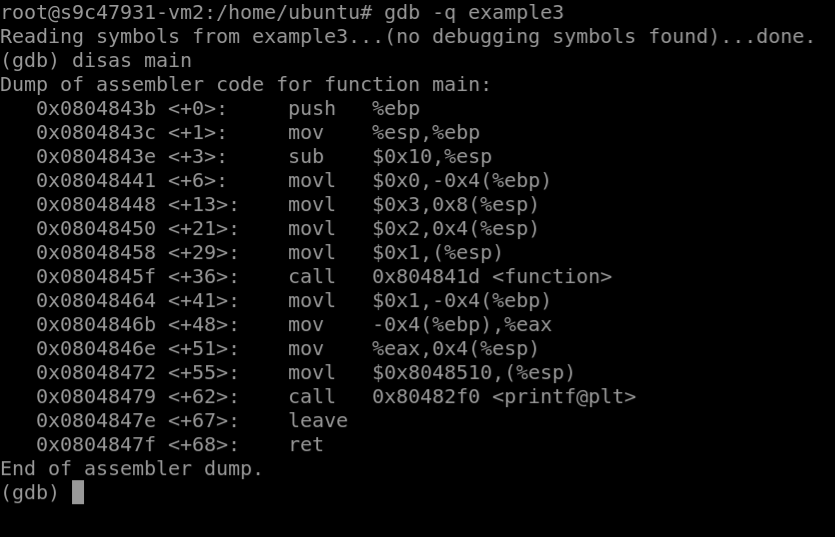 root@s9c47931-vm2:/home/ubuntu# gdb -q example3
Reading symbols from example3...(no debugging symbols found)...done.
(gdb) disas main
Dump of assembler code for function main:
   0x0804843b <+0>:     push   %ebp
   0x0804843c <+1>:     mov    %esp,%ebp
   0x0804843e <+3>:     sub    $0x10,%esp
   0x08048441 <+6>:     movl   $0x0,-0x4(%ebp)
   0x08048448 <+13>:    movl   $0x3,0x8(%esp)
   0x08048450 <+21>:    movl   $0x2,0x4(%esp)
   0x08048458 <+29>:    movl   $0x1,(%esp)
   0x0804845f <+36>:    call   0x804841d <function>
   0x08048464 <+41>:    movl   $0x1,-0x4(%ebp)
   0x0804846b <+48>:    mov    -0x4(%ebp),%eax
   0x0804846e <+51>:    mov    %eax,0x4(%esp)
   0x08048472 <+55>:    movl   $0x8048510,(%esp)
   0x08048479 <+62>:    call   0x80482f0 <printf@plt>
   0x0804847e <+67>:    leave
   0x0804847f <+68>:    ret
End of assembler dump.
(gdb)